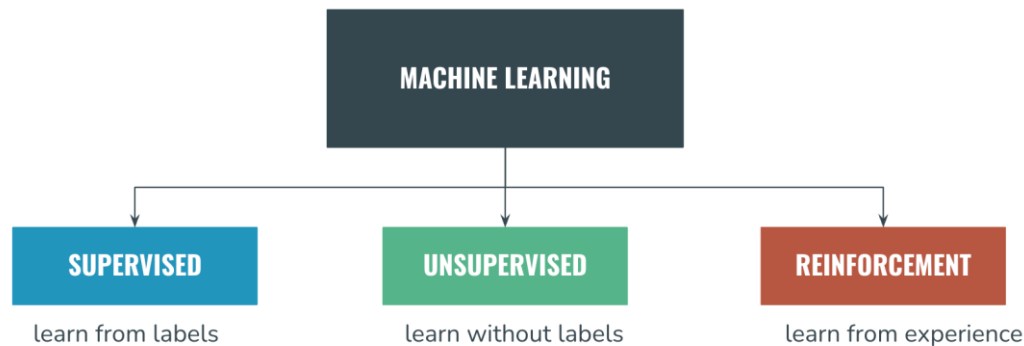 MACHINE LEARNING
SUPERVISED
UNSUPERVISED
REINFORCEMENT
learn from labels
learn without labels
learn from experience